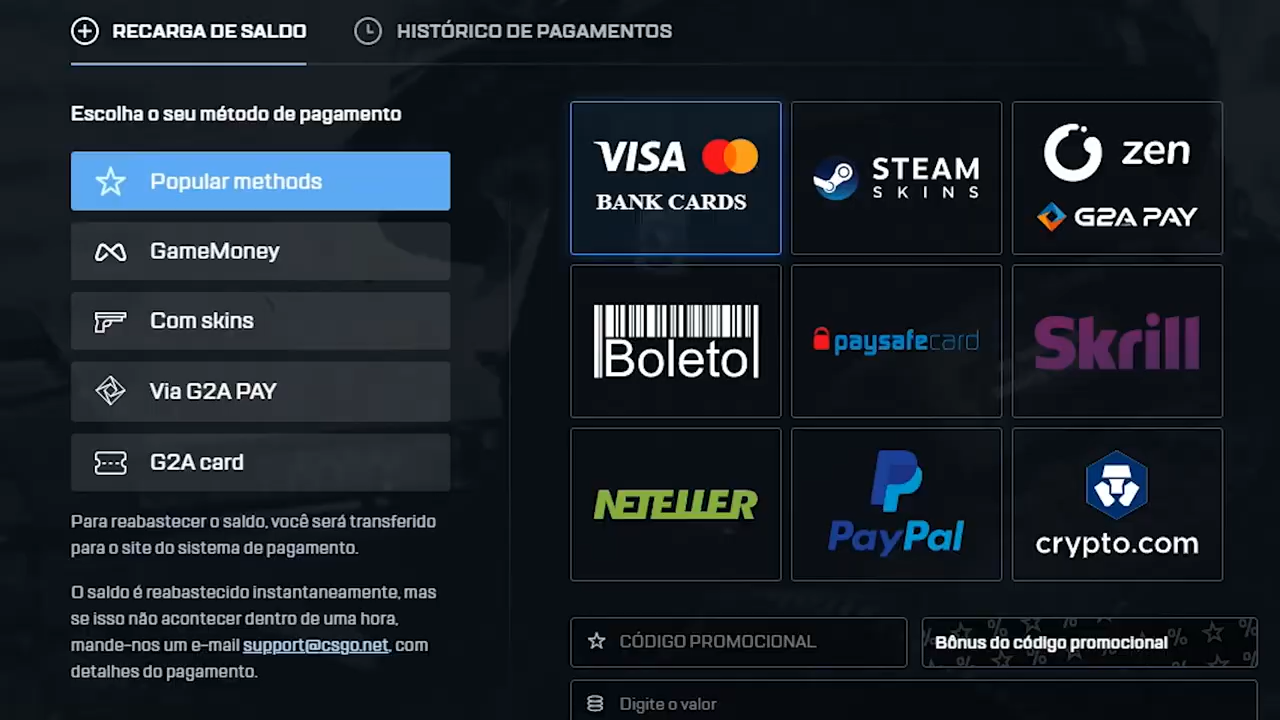 RECARGA DE SALDO
HISTÓRICO DE PAGAMENTOS
Escolha o seu método de pagamento
Popular methods
GameMoney
Com skins
Via G2A PAY
G2A card
Para reabastecer o saldo, você será transferido
para o site do sistema de pagamento.
O saldo é reabastecido instantaneamente, mas
se isso não acontecer dentro de uma hora,
mande-nos um e-mail support@csgo.net, com
detalhes do pagamento.
VISA
BANK CARDS
STEAM
SKINS
zen
G2A PAY
Boleto
paysafecard
Skrill
NETELLER
PayPal
crypto.com
CÓDIGO PROMOCIONAL
Bônus do código promocional
Digite o valor